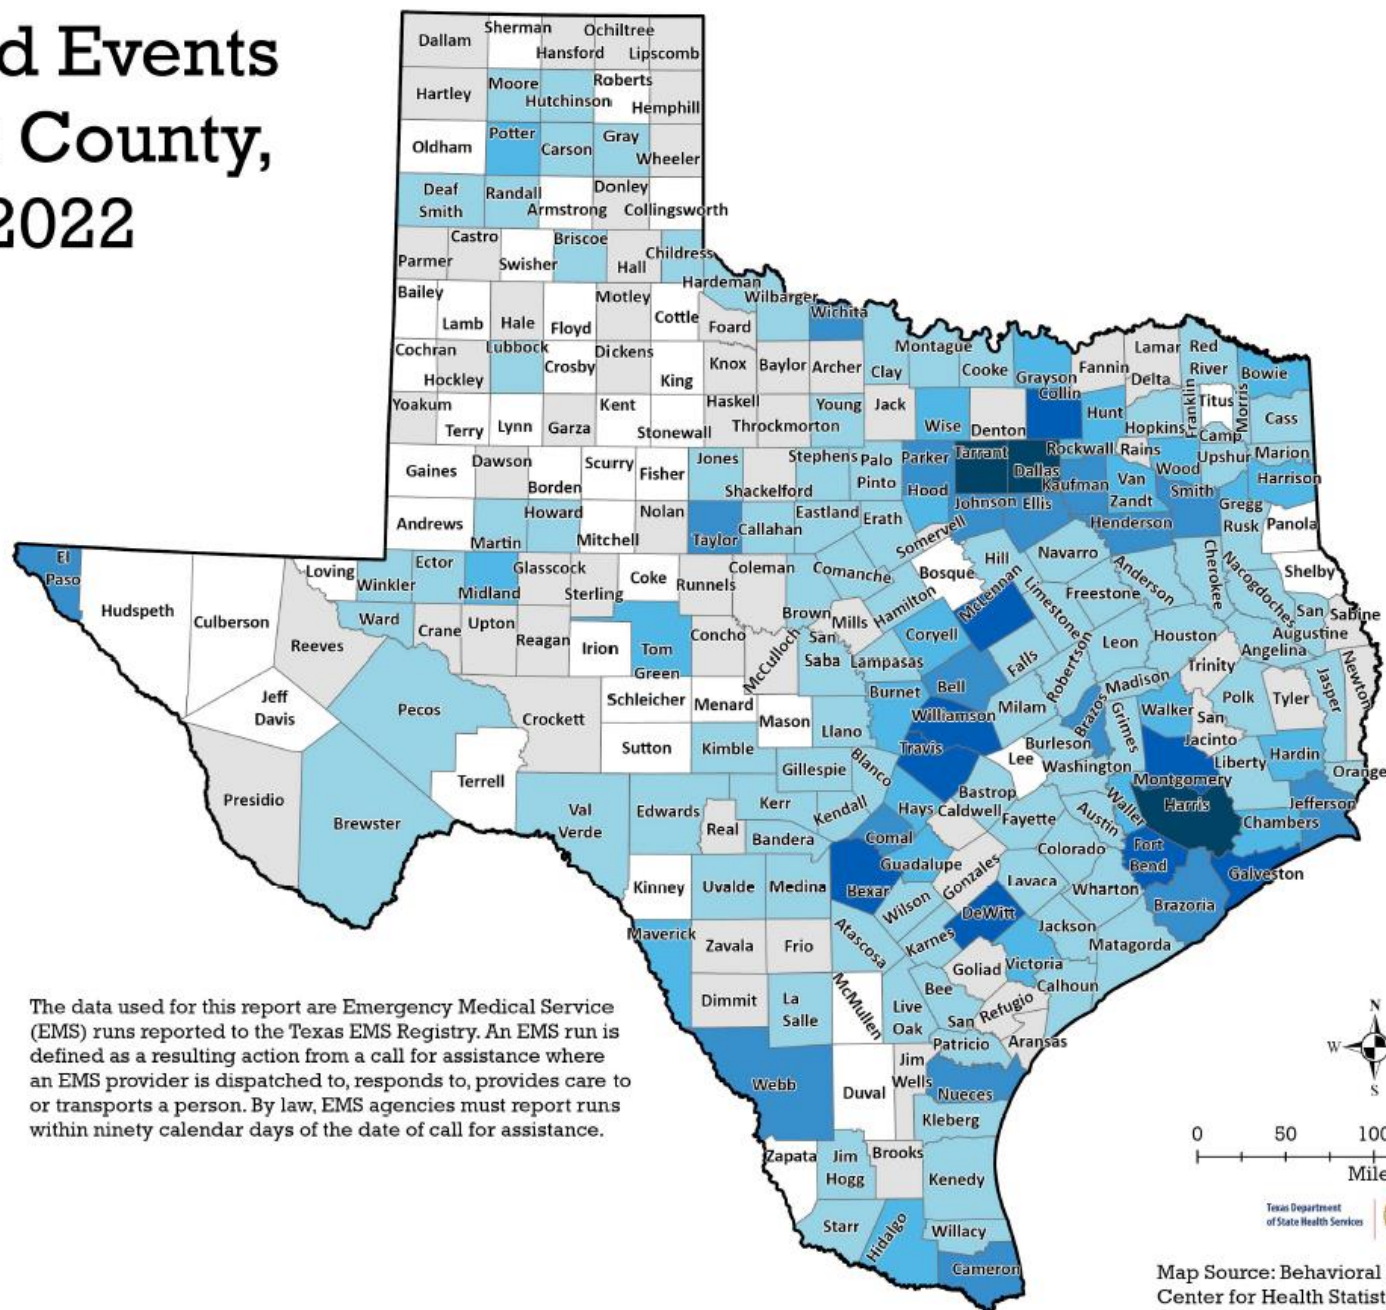 d Events
County,
2022
Dallam
Sherman
Hansford
Ochiltree
Lipscomb
Hartley
Moore
Hutchinson
Roberts
Hemphill
Oldham
Potter
Carson
Gray
Wheeler
Deaf
Smith
Randall
Armstrong
Donley
Collingsworth
Parmer
Castro
Swisher
Briscoe
Hall
Childress
Hardeman
Wilbarger
Wichita
Bailey
Lamb
Hale
Floyd
Motley
Cottle
Foard
Cochran
Hockley
Lubbock
Crosby
Dickens
King
Knox
Baylor
Archer
Clay
Montague
Cooke
Grayson
Fannin
Lamar
Delta
Red
River
Bowie
Yoakum
Terry
Lynn
Garza
Kent
Stonewall
Haskell
Throckmorton
Young
Jack
Wise
Denton
Collin
Hunt
Hopkins
Franklin
Titus
Morris
Camp
Cass
Gaines
Dawson
Borden
Scurry
Fisher
Jones
Shackelford
Stephens
Palo
Pinto
Parker
Hood
Tarrant
Dallas
Rockwall
Kaufman
Rains
Van
Zandt
Wood
Upshur
Marion
Harrison
Smith
Gregg
Rusk
Panola
Andrews
Martin
Howard
Mitchell
Nolan
Taylor
Callahan
Eastland
Erath
Somervell
Johnson
Ellis
Henderson
El
Paso
Hudspeth
Culberson
Loving
Winkler
Ector
Midland
Glasscock
Sterling
Coke
Runnels
Coleman
Brown
Comanche
Hamilton
Bosque
Hill
Navarro
Anderson
Cherokee
Nacogdoches
Shelby
San
Augustine
Sabine
Reeves
Ward
Crane
Upton
Reagan
Irion
Tom
Green
Concho
McCulloch
San
Saba
Mills
Lampasas
Coryell
McLennan
Limestone
Freestone
Falls
Robertson
Leon
Houston
Angelina
Trinity
Jeff
Davis
Pecos
Crockett
Schleicher
Menard
Mason
Llano
Burnet
Bell
Williamson
Milam
Brazos
Madison
Grimes
Walker
San
Jacinto
Polk
Tyler
Jasper
Newton
Presidio
Brewster
Terrell
Sutton
Kimble
Gillespie
Blanco
Travis
Lee
Burleson
Washington
Montgomery
Liberty
Hardin
Orange
Val
Verde
Edwards
Real
Kerr
Bandera
Kendall
Hays
Comal
Caldwell
Bastrop
Fayette
Austin
Waller
Harris
Jefferson
Chambers
Kinney
Uvalde
Medina
Bexar
Guadalupe
Gonzales
Lavaca
Colorado
Wharton
Fort
Bend
Galveston
Brazoria
Maverick
Zavala
Frio
Atascosa
Wilson
Karnes
DeWitt
Jackson
Matagorda
Dimmit
La
Salle
McMullen
Live
Oak
Bee
Goliad
Victoria
Calhoun
Refugio
San
Patricio
Aransas
Webb
Duval
Jim
Wells
Nueces
Kleberg
Zapata
Jim
Hogg
Brooks
Kenedy
Starr
Hidalgo
Willacy
Cameron
The data used for this report are Emergency Medical Service
(EMS) runs reported to the Texas EMS Registry. An EMS run is
defined as a resulting action from a call for assistance where
an EMS provider is dispatched to, responds to, provides care to
or transports a person. By law, EMS agencies must report runs
within ninety calendar days of the date of call for assistance.
N
W
S
0 50 100
Mile
Texas Department
of State Health Services
Map Source: Behavioral
Center for Health Statist